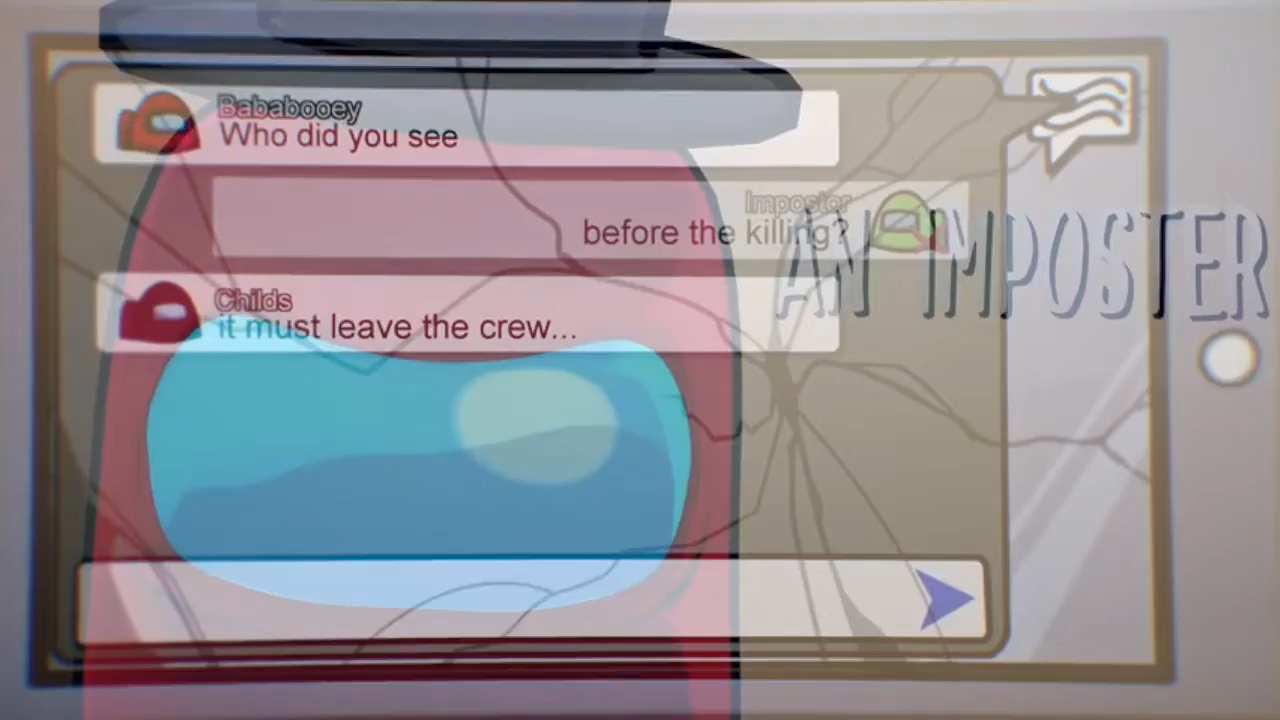 Bababooey
Who did you see
Impostor
before the killing?
AN IMPOSTER
Childs
it must leave the crew...